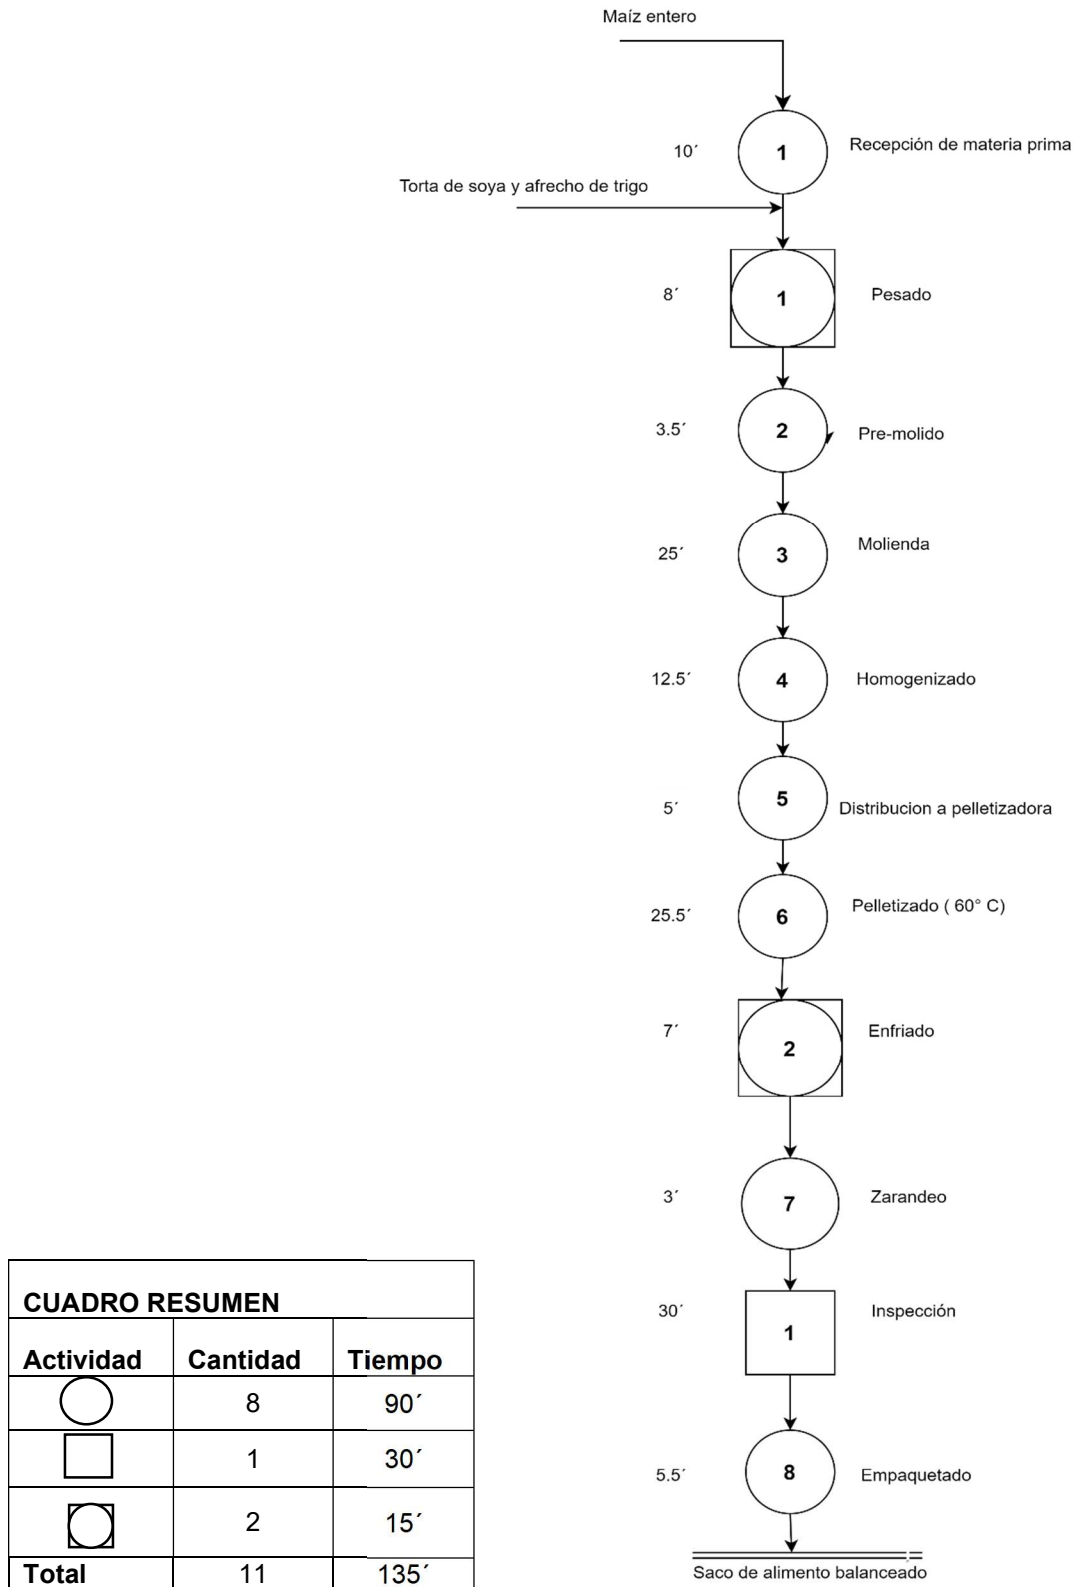 Maíz entero
10´ 1 Recepción de materia prima
Torta de soya y afrecho de trigo
8´ 1 Pesado
3.5´ 2 Pre-molido
25´ 3 Molienda
12.5´ 4 Homogenizado
5´ 5 Distribucion a pelletizadora
25.5´ 6 Pelletizado ( 60° C)
7´ 2 Enfriado
3´ 7 Zarandeo
30´ 1 Inspección
5.5´ 8 Empaquetado
Saco de alimento balanceado
CUADRO RESUMEN
Actividad Cantidad Tiempo
8 90´
1 30´
2 15´
Total 11 135´